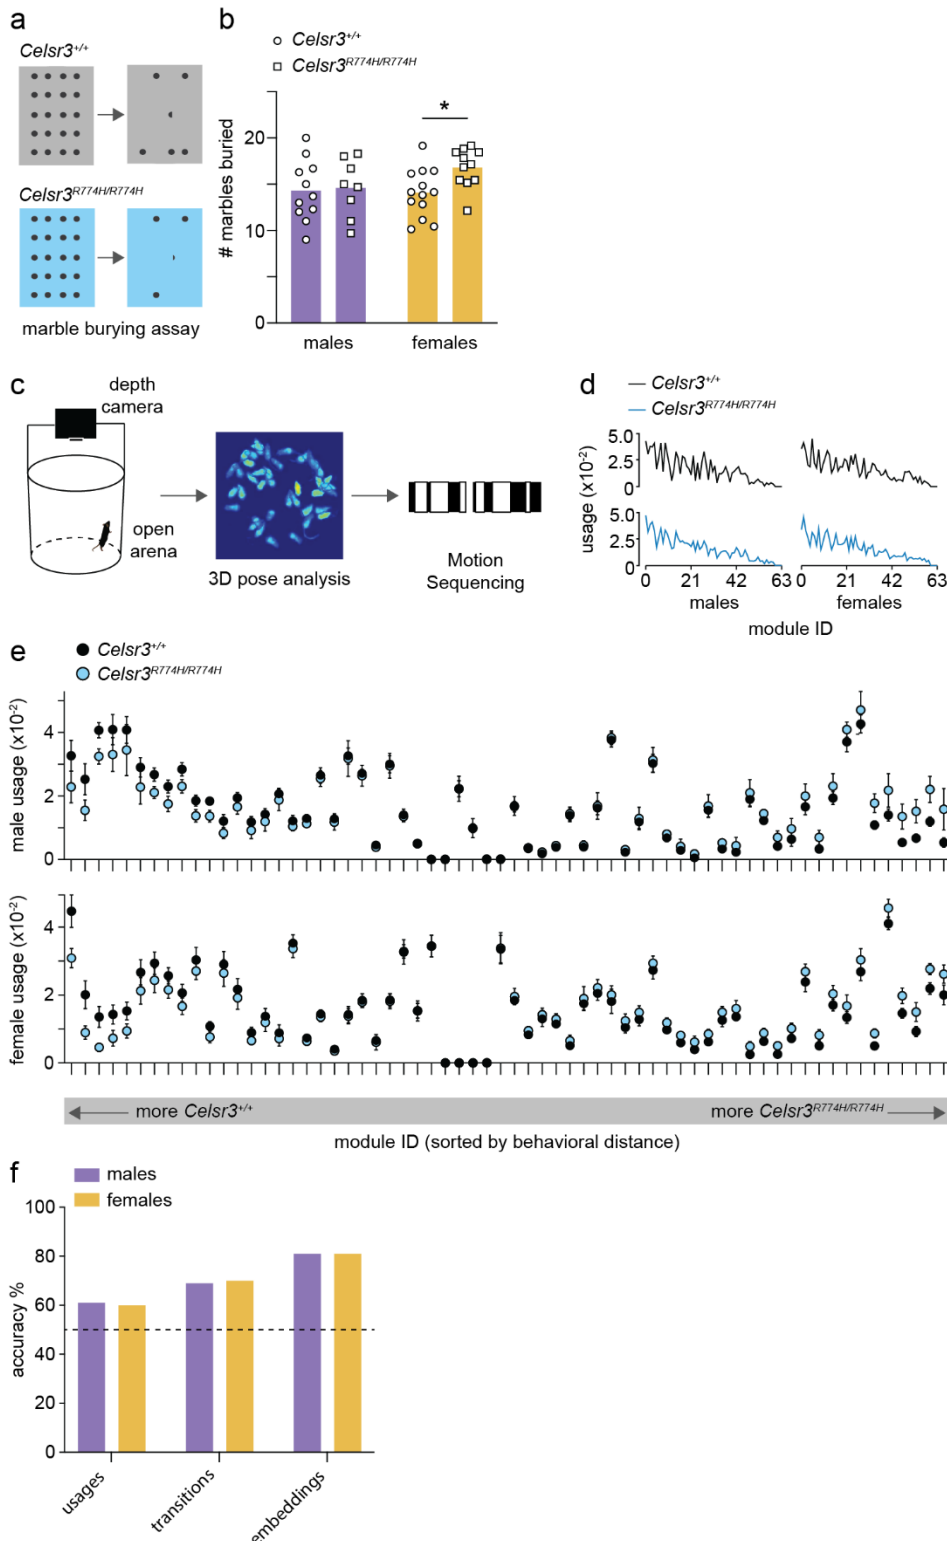 a
Celsr3+/+
Celsr3R774H/R774H
marble burying assay
b
Celsr3+/+
Celsr3R774H/R774H
*
# marbles buried
20
10
0
males
females
c
depth
camera
open
arena
3D pose analysis
Motion
Sequencing
d
Celsr3+/+
Celsr3R774H/R774H
usage (x10-2)
5.0
2.5
0
5.0
2.5
0
0 21 42 63
0 21 42 63
males
females
module ID
e
Celsr3+/+
Celsr3R774H/R774H
male usage (x10-2)
4
2
0
female usage (x10-2)
4
2
0
more Celsr3+/+
more Celsr3R774H/R774H
module ID (sorted by behavioral distance)
f
males
females
accuracy %
100
80
60
40
20
0
usages
transitions
embeddings